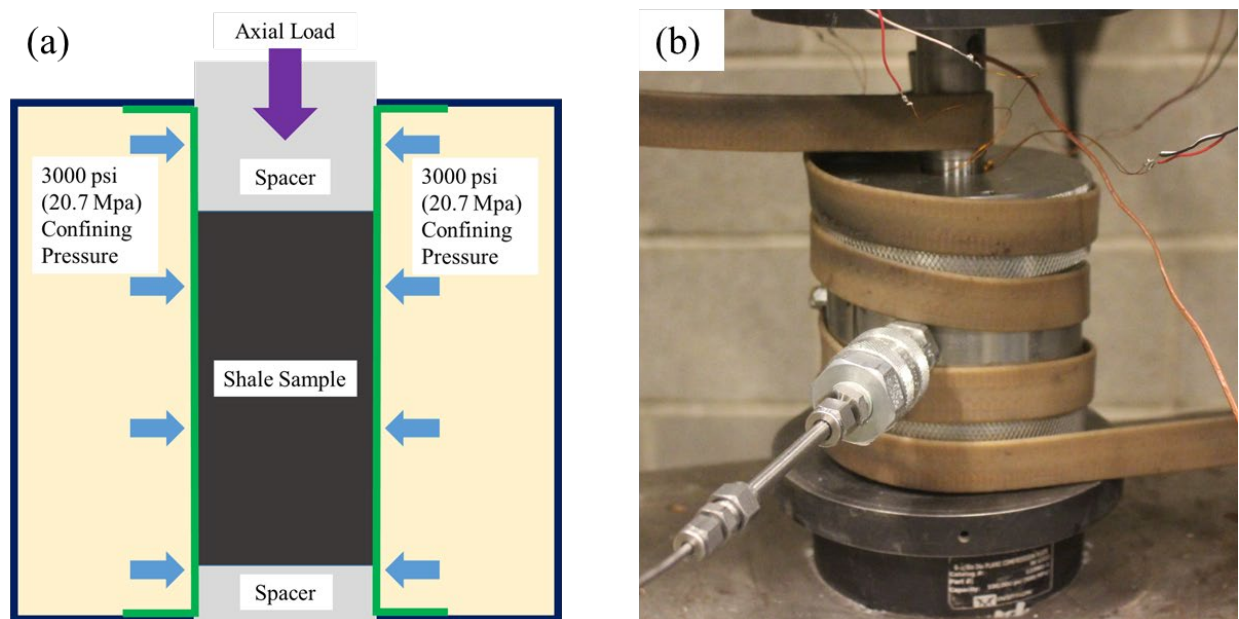 (a)
Axial Load
Spacer
3000 psi
(20.7 Mpa)
Confining
Pressure
3000 psi
(20.7 Mpa)
Confining
Pressure
Shale Sample
Spacer
(b)